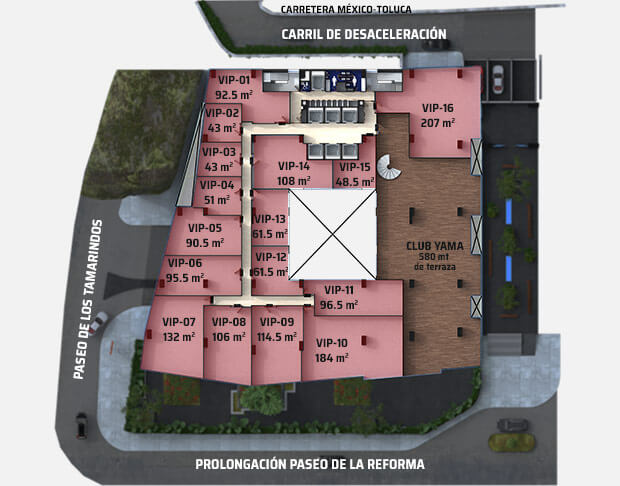 CARRETERA MÉXICO-TOLUCA
CARRIL DE DESACELERACIÓN
VIP-01
92.5 m²
VIP-16
207 m²
VIP-02
43 m²
VIP-03
43 m²
VIP-14
108 m²
VIP-15
48.5 m²
VIP-04
51 m²
VIP-05
90.5 m²
VIP-13
61.5 m²
CLUB YAMA
580 mt
de terraza
VIP-06
95.5 m²
VIP-12
61.5 m²
VIP-11
96.5 m²
VIP-07
132 m²
VIP-08
106 m²
VIP-09
114.5 m²
VIP-10
184 m²
PASEO DE LOS TAMARINDOS
PROLONGACIÓN PASEO DE LA REFORMA